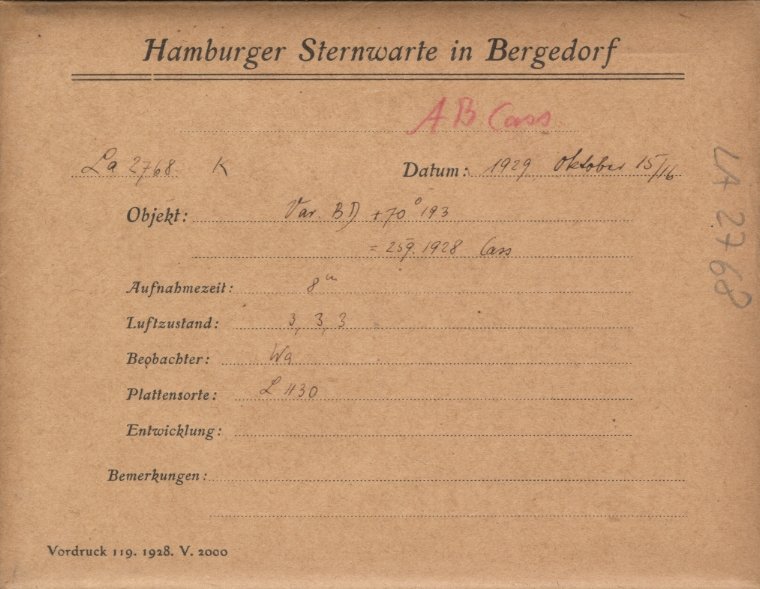 Hamburger Sternwarte in Bergedorf
AB Cass
La 2768 K Datum: 1929 Oktober 15/16
Objekt: Var. BD +70° 193
= 259.1928 Cass
Aufnahmezeit: 8ᵐ
Luftzustand: 3, 3, 3
Beobachter: Wa
Plattensorte: L 430
Entwicklung:
Bemerkungen:
Vordruck 119. 1928. V. 2000
LA 2768